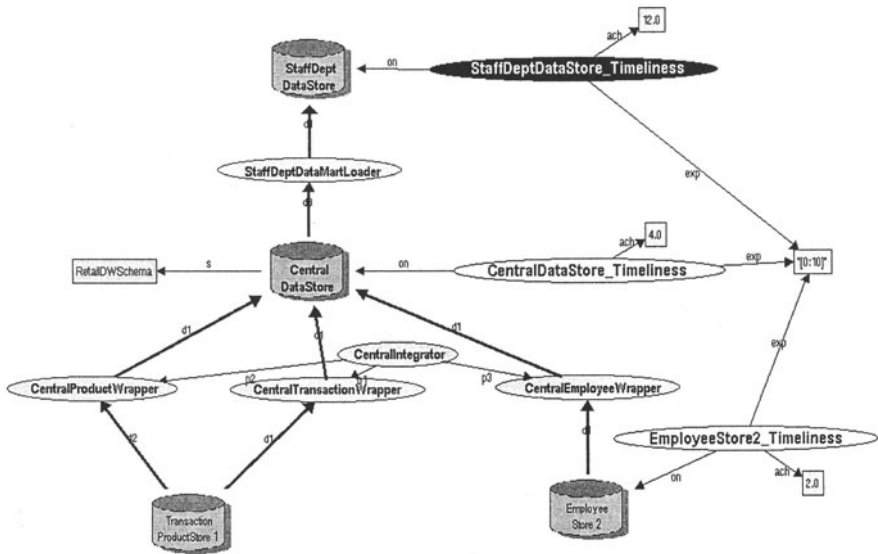 12.0
ach
StaffDept
DataStore
on
StaffDeptDataStore_Timeliness
StaffDeptDataMartLoader
exp
4.0
ach
RetailDWSchema
s
Central
DataStore
on
CentralDataStore_Timeliness
exp
"[0:10]"
d1
d1
d1
CentralIntegrator
exp
CentralProductWrapper
p2
CentralTransactionWrapper
p1
p3
CentralEmployeeWrapper
d1
EmployeeStore2_Timeliness
on
ach
2.0
Transaction
ProductStore 1
Employee
Store 2